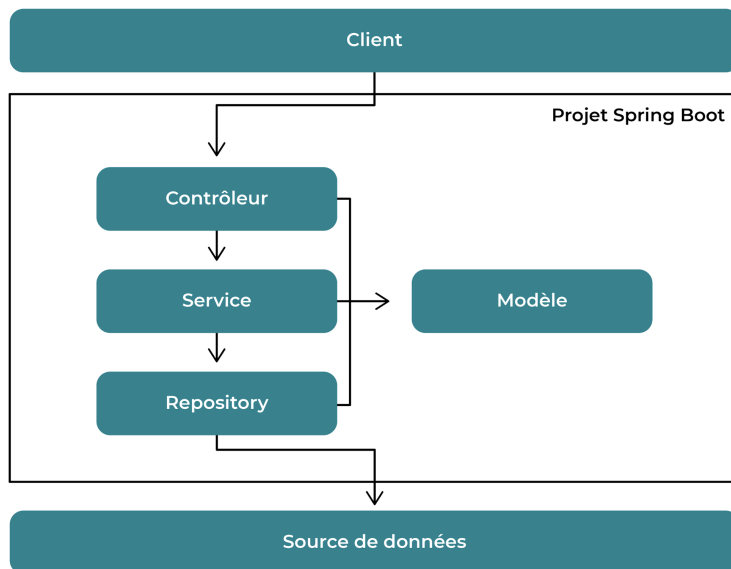 Client
Projet Spring Boot
Contrôleur
Service
Modèle
Repository
Source de données